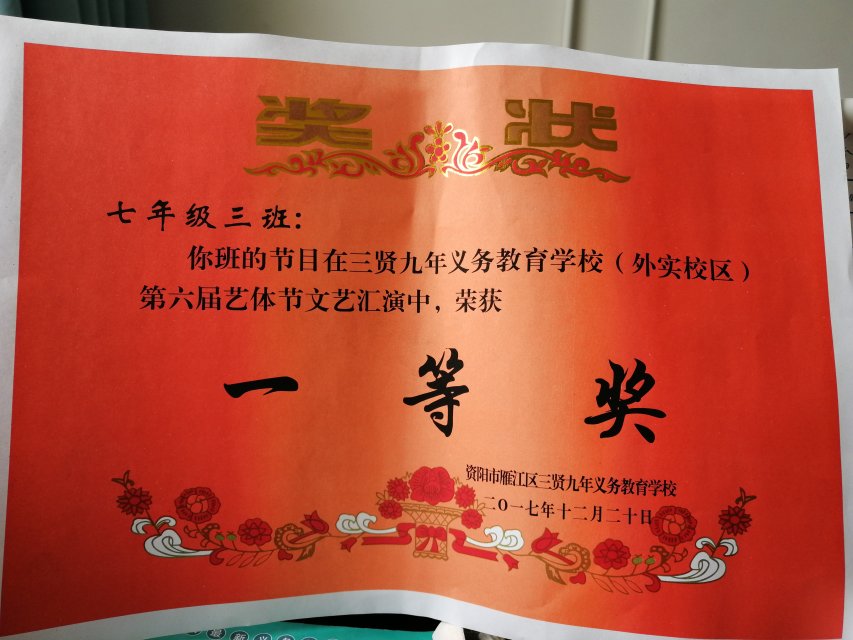 奖状
七年级三班：
你班的节目在三贤九年义务教育学校（外实校区）
第六届艺体节文艺汇演中，荣获
一等奖
资阳市雁江区三贤九年义务教育学校
二0一七年十二月二十日